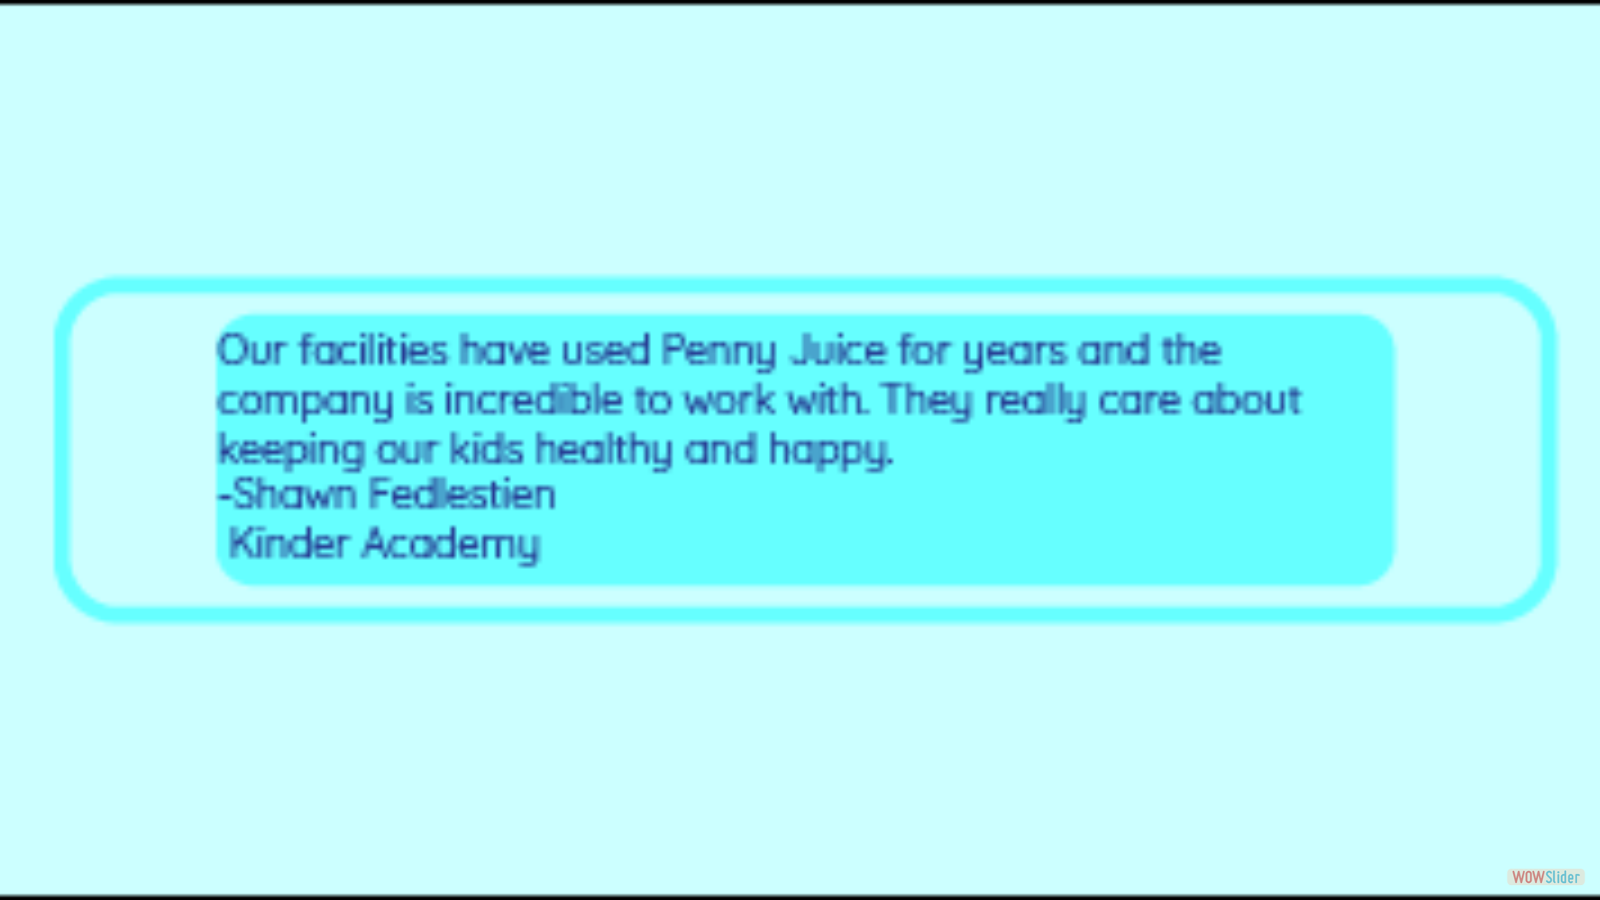 Our facilities have used Penny Juice for years and the
company is incredible to work with. They really care about
keeping our kids healthy and happy.
-Shawn Fedlestien
Kinder Academy
WOWSlider